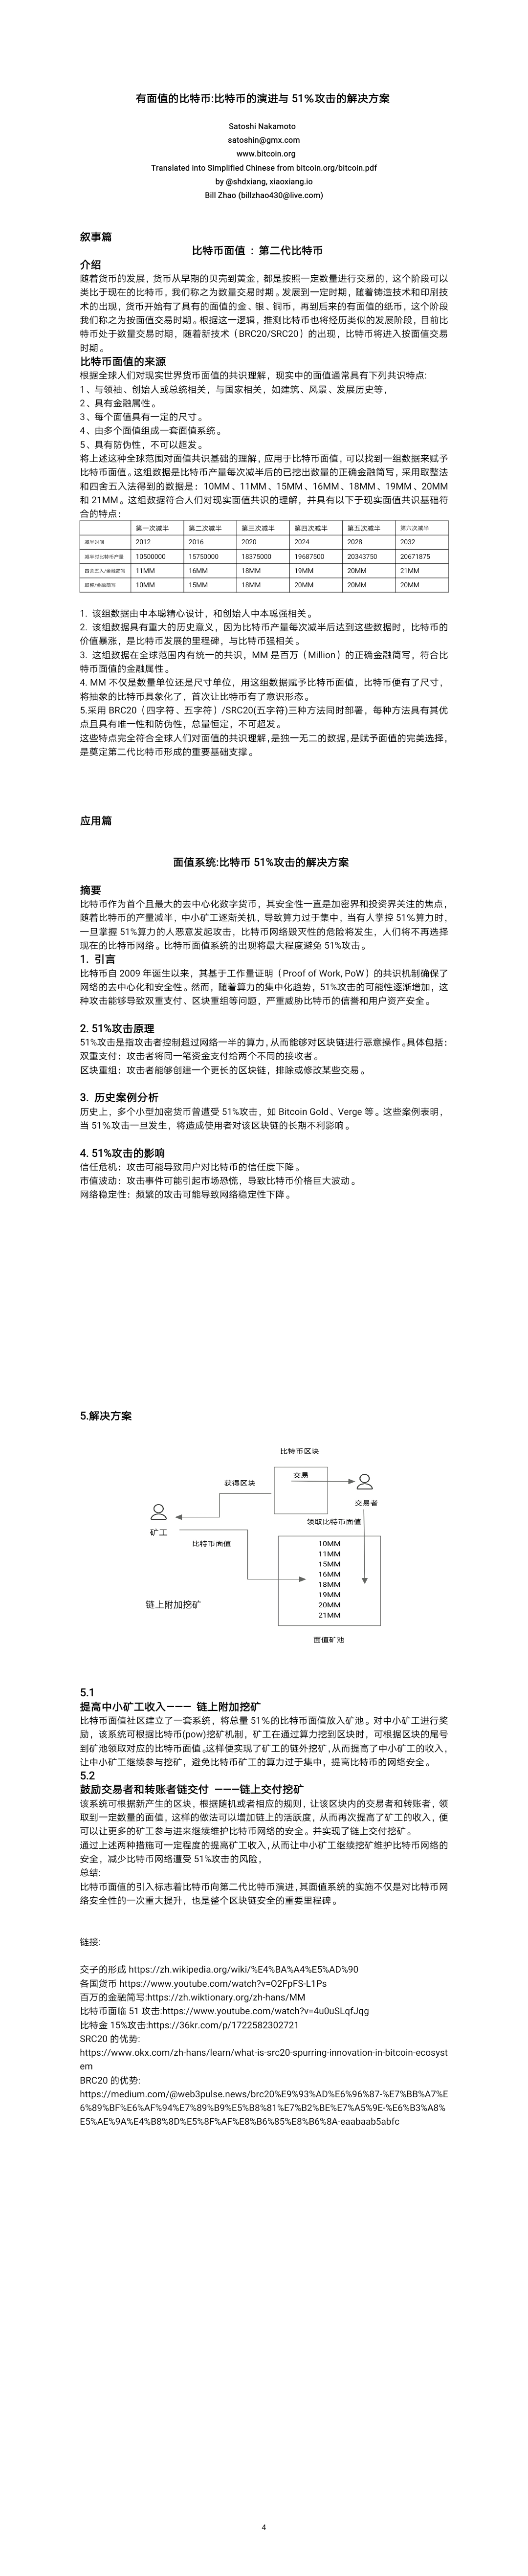 有面值的比特币:比特币的演进与 51%攻击的解决方案
Satoshi Nakamoto
satoshin@gmx.com
www.bitcoin.org
Translated into Simplified Chinese from bitcoin.org/bitcoin.pdf
by @shdxiang, xiaoxiang.io
Bill Zhao (billzhao430@live.com)
叙事篇
比特币面值 : 第二代比特币
介绍
随着货币的发展，货币从早期的贝壳到黄金，都是按照一定数量进行交易的，这个阶段可以
类比于现在的比特币，我们称之为数量交易时期。发展到一定时期，随着铸造技术和印刷技
术的出现，货币开始有了具有的面值的金、银、铜币，再到后来的有面值的纸币，这个阶段
我们称之为按面值交易时期。根据这一逻辑，推测比特币也将经历类似的发展阶段，目前比
特币处于数量交易时期，随着新技术（BRC20/SRC20）的出现，比特币将进入按面值交易
时期。
比特币面值的来源
根据全球人们对现实世界货币面值的共识理解，现实中的面值通常具有下列共识特点:
1、与领袖、创始人或总统相关，与国家相关，如建筑、风景、发展历史等，
2、具有金融属性。
3、每个面值具有一定的尺寸。
4、由多个面值组成一套面值系统。
5、具有防伪性，不可以超发。
将上述这种全球范围对面值共识基础的理解，应用于比特币面值，可以找到一组数据来赋予
比特币面值。这组数据是比特币产量每次减半后的已挖出数量的正确金融简写，采用取整法
和四舍五入法得到的数据是：10MM、11MM、15MM、16MM、18MM、19MM、20MM
和 21MM。这组数据符合人们对现实面值共识的理解，并具有以下于现实面值共识基础符
合的特点：
第一次减半 第二次减半 第三次减半 第四次减半 第五次减半 第六次减半
减半时间 2012 2016 2020 2024 2028 2032
减半时比特币产量 10500000 15750000 18375000 19687500 20343750 20671875
四舍五入/金融简写 11MM 16MM 18MM 19MM 20MM 21MM
取整/金融简写 10MM 15MM 18MM 20MM 20MM 20MM
1. 该组数据由中本聪精心设计，和创始人中本聪强相关。
2. 该组数据具有重大的历史意义，因为比特币产量每次减半后达到这些数据时，比特币的
价值暴涨，是比特币发展的里程碑，与比特币强相关。
3. 这组数据在全球范围内有统一的共识，MM 是百万（Million）的正确金融简写，符合比
特币面值的金融属性。
4. MM 不仅是数量单位还是尺寸单位，用这组数据赋予比特币面值，比特币便有了尺寸，
将抽象的比特币具象化了，首次让比特币有了意识形态。
5.采用 BRC20（四字符、五字符）/SRC20(五字符)三种方法同时部署，每种方法具有其优
点且具有唯一性和防伪性，总量恒定，不可超发。
这些特点完全符合全球人们对面值的共识理解,是独一无二的数据,是赋予面值的完美选择，
是奠定第二代比特币形成的重要基础支撑。
应用篇
面值系统:比特币 51%攻击的解决方案
摘要
比特币作为首个且最大的去中心化数字货币，其安全性一直是加密界和投资界关注的焦点，
随着比特币的产量减半，中小矿工逐渐关机，导致算力过于集中，当有人掌控 51%算力时，
一旦掌握 51%算力的人恶意发起攻击，比特币网络毁灭性的危险将发生，人们将不再选择
现在的比特币网络。比特币面值系统的出现将最大程度避免 51%攻击。
1. 引言
比特币自 2009 年诞生以来，其基于工作量证明（Proof of Work, PoW）的共识机制确保了
网络的去中心化和安全性。然而，随着算力的集中化趋势，51%攻击的可能性逐渐增加，这
种攻击能够导致双重支付、区块重组等问题，严重威胁比特币的信誉和用户资产安全。
2. 51%攻击原理
51%攻击是指攻击者控制超过网络一半的算力,从而能够对区块链进行恶意操作。具体包括：
双重支付：攻击者将同一笔资金支付给两个不同的接收者。
区块重组：攻击者能够创建一个更长的区块链，排除或修改某些交易。
3. 历史案例分析
历史上，多个小型加密货币曾遭受 51%攻击，如 Bitcoin Gold、Verge 等。这些案例表明，
当 51%攻击一旦发生，将造成使用者对该区块链的长期不利影响。
4. 51%攻击的影响
信任危机：攻击可能导致用户对比特币的信任度下降。
市值波动：攻击事件可能引起市场恐慌，导致比特币价格巨大波动。
网络稳定性：频繁的攻击可能导致网络稳定性下降。
5.解决方案
比特币区块
交易
获得区块
交易者
矿工
领取比特币面值
比特币面值
10MM
11MM
15MM
16MM
18MM
19MM
20MM
21MM
链上附加挖矿
面值矿池
5.1
提高中小矿工收入——— 链上附加挖矿
比特币面值社区建立了一套系统，将总量 51%的比特币面值放入矿池。对中小矿工进行奖
励，该系统可根据比特币(pow)挖矿机制，矿工在通过算力挖到区块时，可根据区块的尾号
到矿池领取对应的比特币面值。这样便实现了矿工的链外挖矿,从而提高了中小矿工的收入，
让中小矿工继续参与挖矿，避免比特币矿工的算力过于集中，提高比特币的网络安全。
5.2
鼓励交易者和转账者链交付 ———链上交付挖矿
该系统可根据新产生的区块，根据随机或者相应的规则，让该区块内的交易者和转账者，领
取到一定数量的面值，这样的做法可以增加链上的活跃度，从而再次提高了矿工的收入，便
可以让更多的矿工参与进来继续维护比特币网络的安全。并实现了链上交付挖矿。
通过上述两种措施可一定程度的提高矿工收入,从而让中小矿工继续挖矿维护比特币网络的
安全，减少比特币网络遭受 51%攻击的风险，
总结:
比特币面值的引入标志着比特币向第二代比特币演进,其面值系统的实施不仅是对比特币网
络安全性的一次重大提升，也是整个区块链安全的重要里程碑。
链接:
交子的形成 https://zh.wikipedia.org/wiki/%E4%BA%A4%E5%AD%90
各国货币 https://www.youtube.com/watch?v=O2FpFS-L1Ps
百万的金融简写:https://zh.wiktionary.org/zh-hans/MM
比特币面临 51 攻击:https://www.youtube.com/watch?v=4u0uSLqfJqg
比特金 15%攻击:https://36kr.com/p/1722582302721
SRC20 的优势:
https://www.okx.com/zh-hans/learn/what-is-src20-spurring-innovation-in-bitcoin-ecosyst
em
BRC20 的优势:
https://medium.com/@web3pulse.news/brc20%E9%93%AD%E6%96%87-%E7%BB%A7%E
6%89%BF%E6%AF%94%E7%89%B9%E5%B8%81%E7%B2%BE%E7%A5%9E-%E6%B3%A8%
E5%AE%9A%E4%B8%8D%E5%8F%AF%E8%B6%85%E8%B6%8A-eaabaab5abfc
4